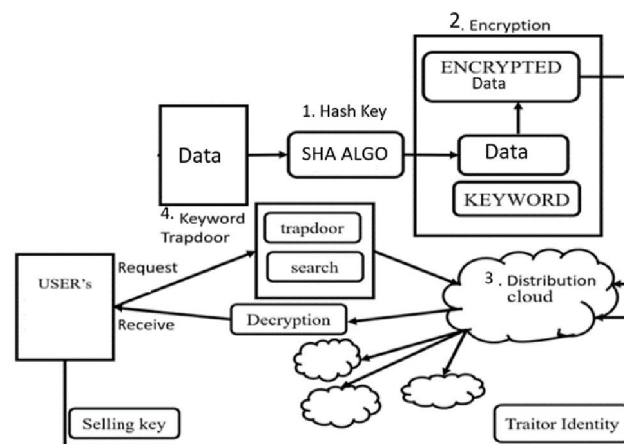 2. Encryption
ENCRYPTED
Data
1. Hash Key
Data
SHA ALGO
Data
KEYWORD
4. Keyword
Trapdoor
trapdoor
search
Request
USER's
3. Distribution
cloud
Receive
Decryption
Selling key
Traitor Identity